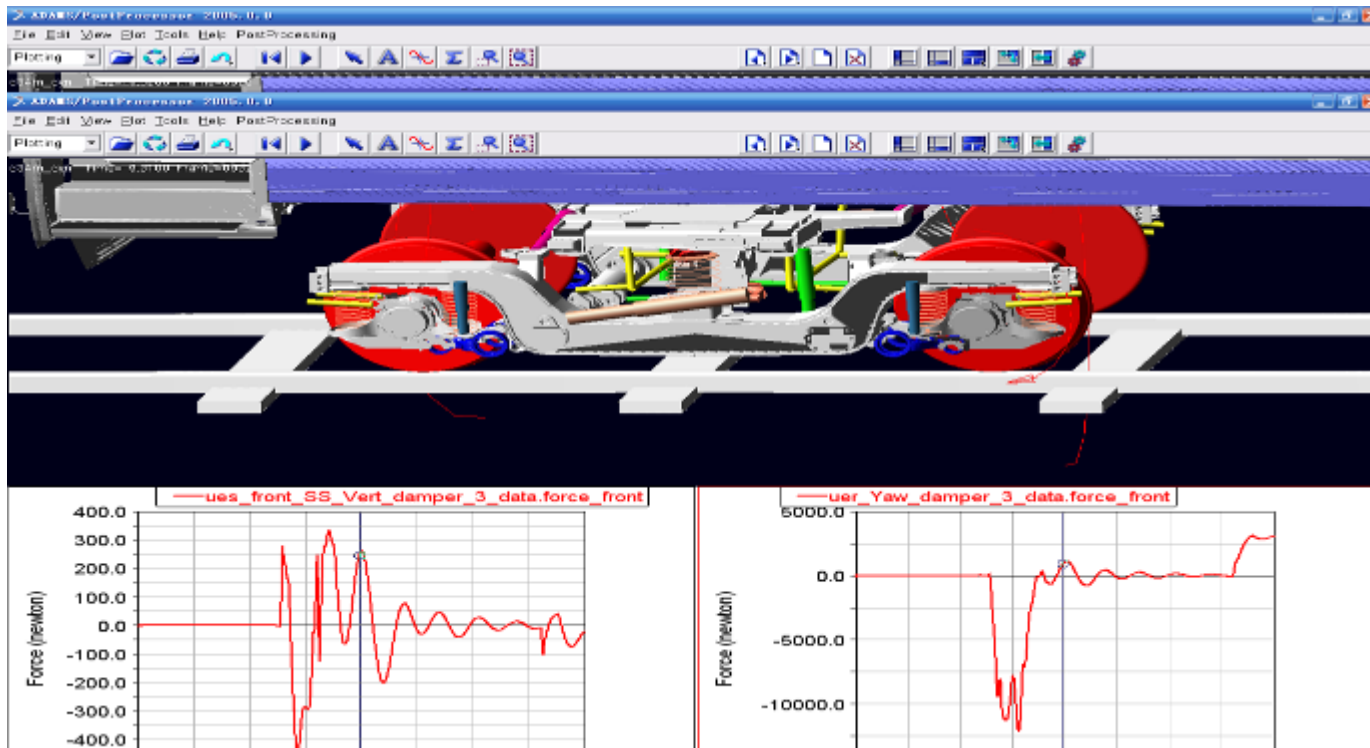 ADAMS/PostProcessor 2005.0.0
File Edit View Plot Tools Help PostProcessing
Plotting
ADAMS/PostProcessor 2005.0.0
File Edit View Plot Tools Help PostProcessing
Plotting
ues_front_SS_Vert_damper_3_data.force_front
400.0
300.0
200.0
100.0
0.0
-100.0
-200.0
-300.0
-400.0
Force (newton)
uer_Yaw_damper_3_data.force_front
5000.0
0.0
-5000.0
-10000.0
Force (newton)